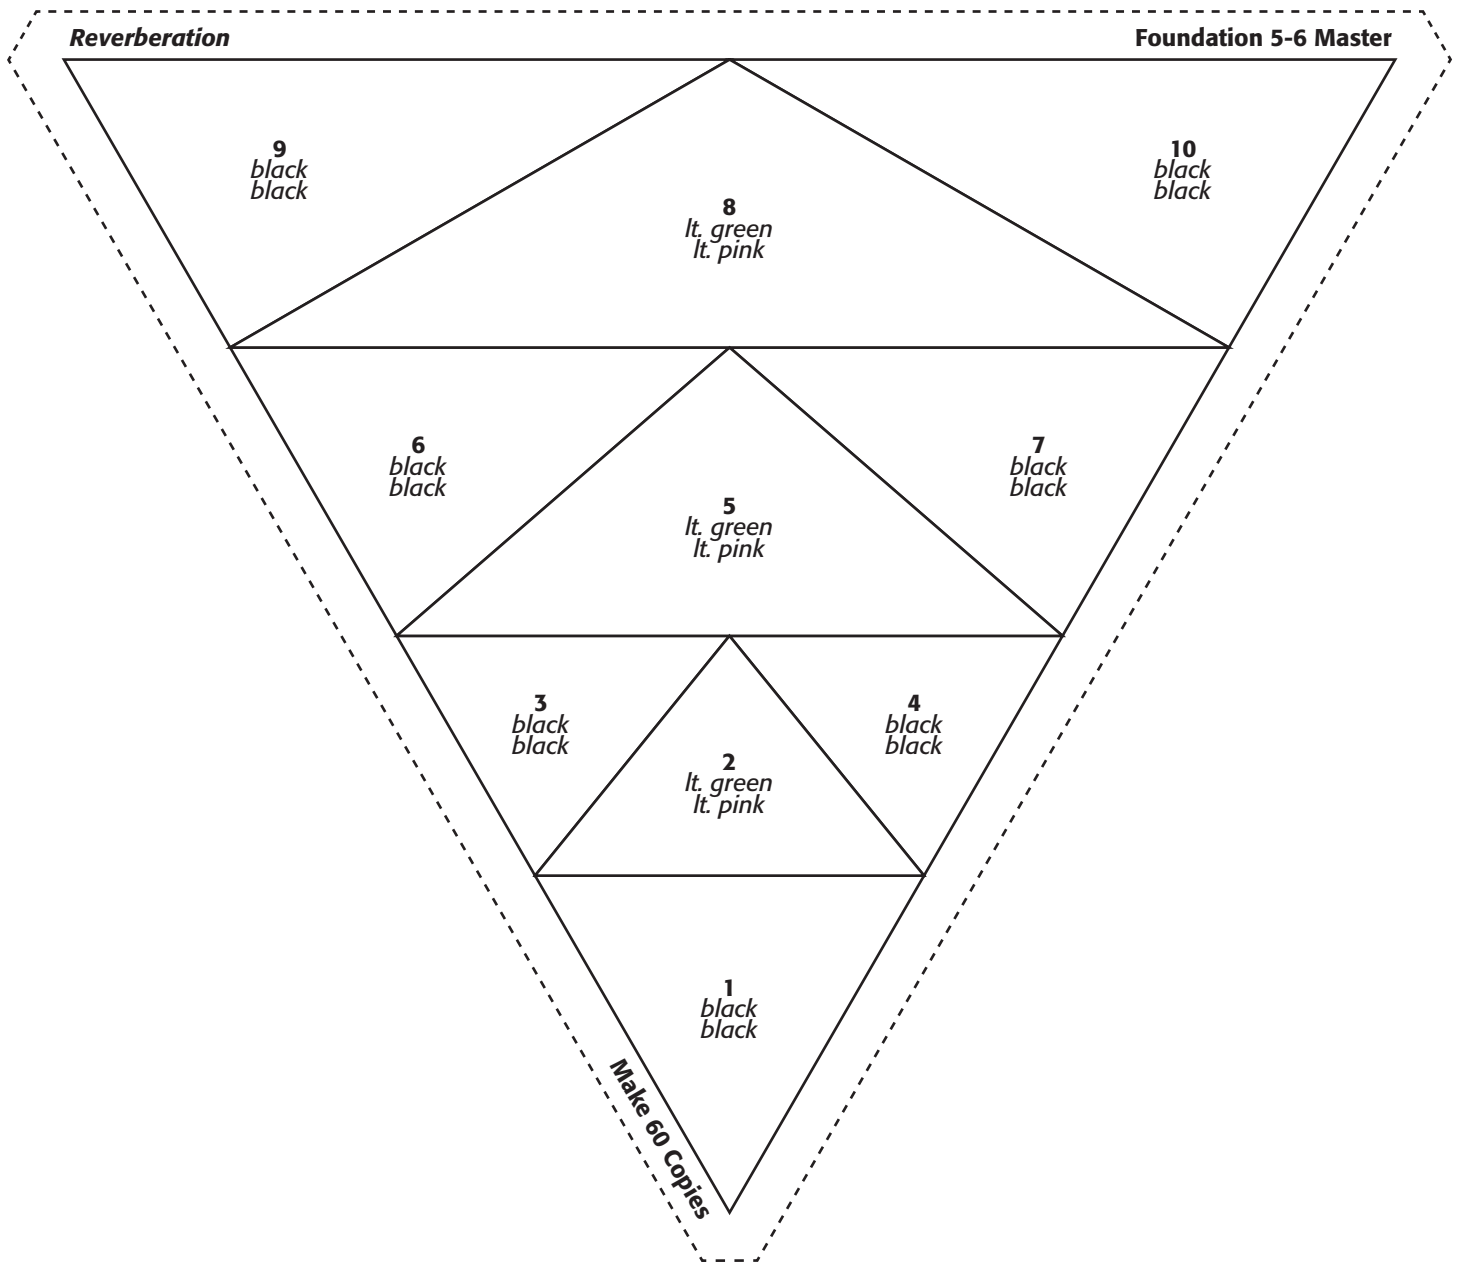 Reverberation
Foundation 5-6 Master
9
black
black
10
black
black
8
lt. green
lt. pink
6
black
black
7
black
black
5
lt. green
lt. pink
3
black
black
4
black
black
2
lt. green
lt. pink
1
black
black
Make 60 Copies